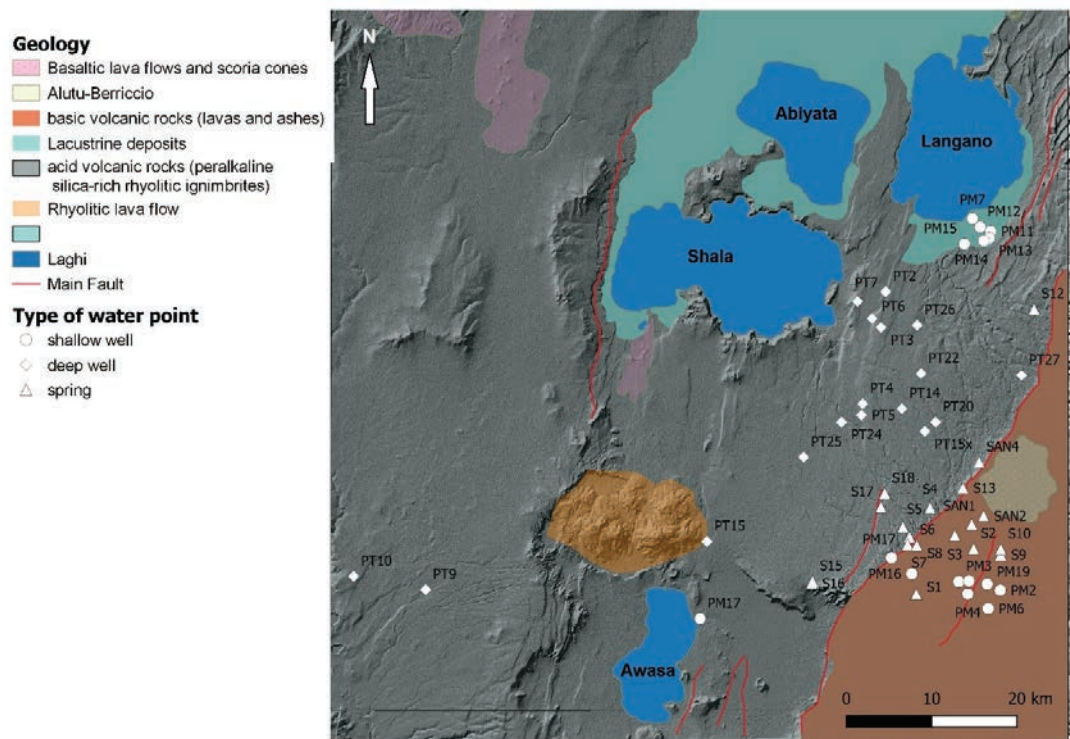 Geology
Basaltic lava flows and scoria cones
Alutu-Berriccio
basic volcanic rocks (lavas and ashes)
Lacustrine deposits
acid volcanic rocks (peralkaline
silica-rich rhyolitic ignimbrites)
Rhyolitic lava flow
Laghi
Main Fault
Type of water point
shallow well
deep well
spring
N
Abiyata
Langano
PM7
PM12
PM15
PM11
PM14
PM13
Shala
PT7
PT2
PT6
PT26
S12
PT3
PT22
PT27
PT4
PT14
PT5
PT20
PT25
PT24
PT15x
SAN4
S17
S18
S4
S13
S5
SAN1
SAN2
PT15
PM17
S6
S2
S10
S8
S3
S9
PT10
PT9
S15
S16
PM16
S7
PM3
PM19
S1
PM2
PM17
PM4
PM6
Awasa
0 10 20 km